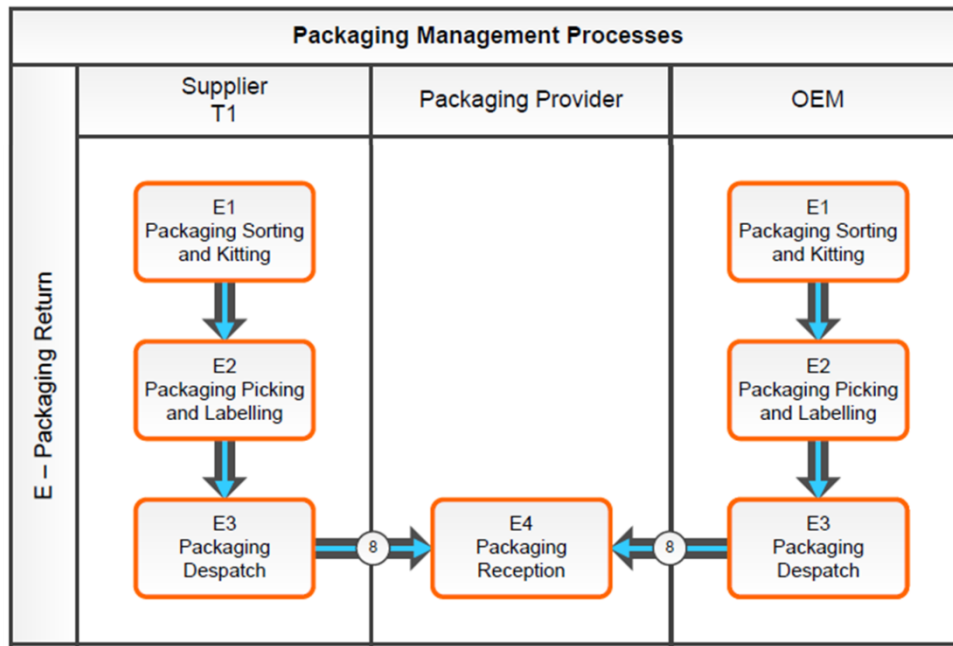 Packaging Management Processes
Supplier
T1
Packaging Provider
OEM
E – Packaging Return
E1
Packaging Sorting
and Kitting
E1
Packaging Sorting
and Kitting
E2
Packaging Picking
and Labelling
E2
Packaging Picking
and Labelling
E3
Packaging
Despatch
8
E4
Packaging
Reception
8
E3
Packaging
Despatch